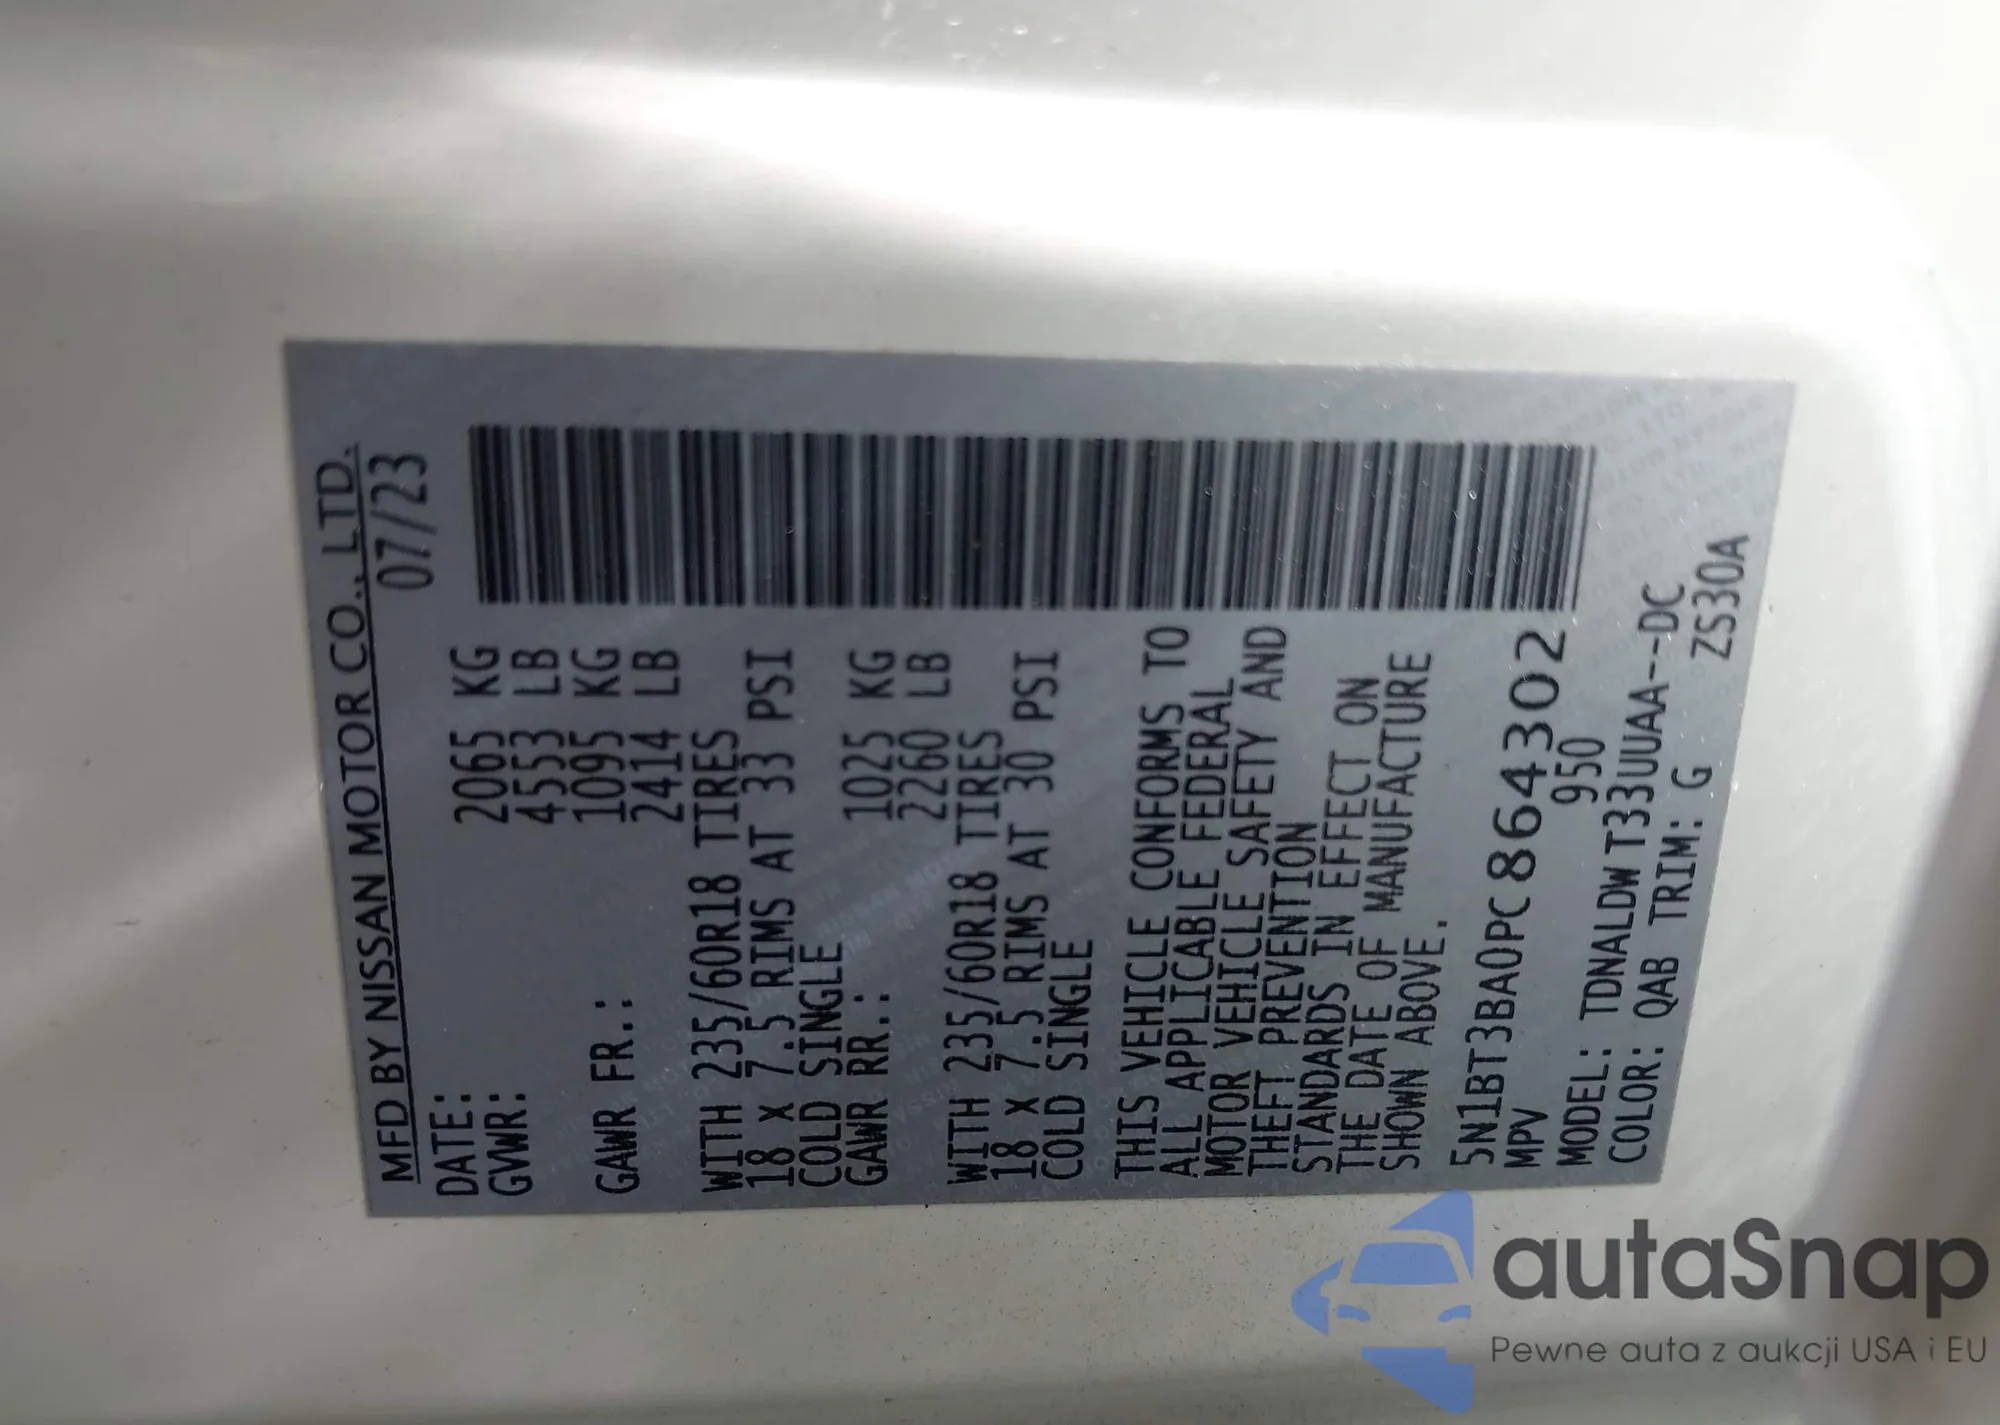 MFD BY NISSAN MOTOR CO., LTD.
DATE: 07/23
GVWR: 2065 KG
4553 LB
GAWR FR.: 1095 KG
2414 LB
WITH 235/60R18 TIRES
18 X 7.5 RIMS AT 33 PSI
COLD SINGLE
GAWR RR.: 1025 KG
2260 LB
WITH 235/60R18 TIRES
18 X 7.5 RIMS AT 30 PSI
COLD SINGLE
THIS VEHICLE CONFORMS TO
ALL APPLICABLE FEDERAL
MOTOR VEHICLE SAFETY AND
THEFT PREVENTION
STANDARDS IN EFFECT ON
THE DATE OF MANUFACTURE
SHOWN ABOVE.
5N1BT3BA0PC864302
MPV 950
MODEL: TDNALDWT33UUAA--DC
COLOR: QAB TRIM: G ZS30A
autaSnap
Pewne auta z aukcji USA i EU